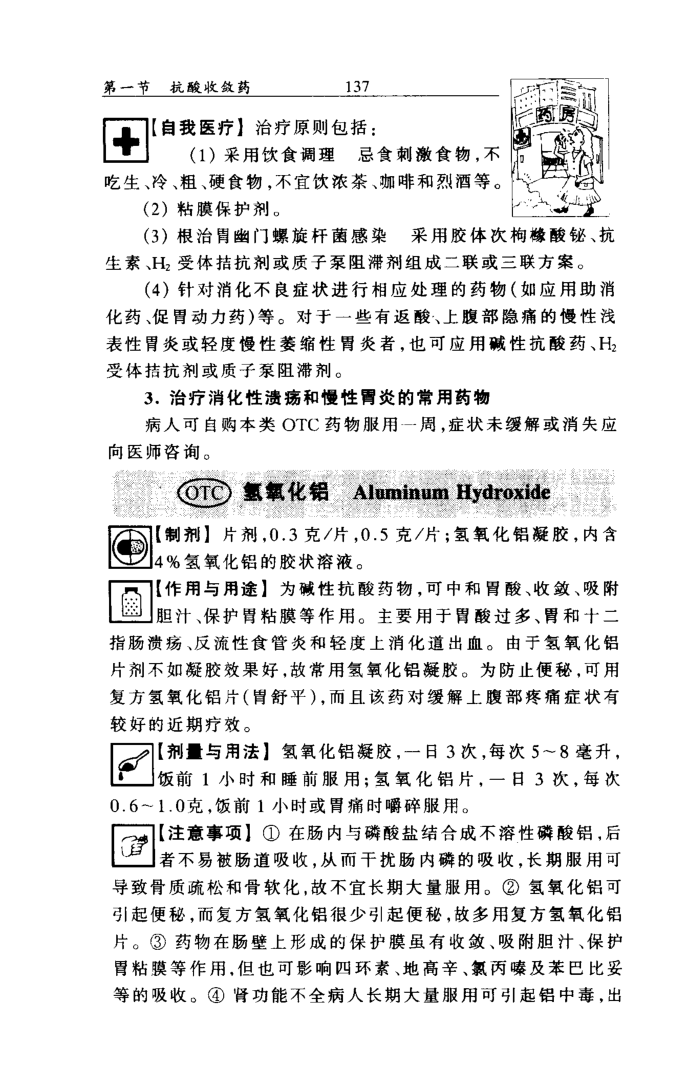 第一节 抗酸收敛药 137
药房
【自我医疗】治疗原则包括：
(1) 采用饮食调理 忌食刺激食物,不
吃生、冷、粗、硬食物,不宜饮浓茶、咖啡和烈酒等。
(2) 粘膜保护剂。
(3) 根治胃幽门螺旋杆菌感染 采用胶体次枸橼酸铋、抗
生素、H₂ 受体拮抗剂或质子泵阻滞剂组成二联或三联方案。
(4) 针对消化不良症状进行相应处理的药物(如应用助消
化药、促胃动力药)等。对于一些有返酸、上腹部隐痛的慢性浅
表性胃炎或轻度慢性萎缩性胃炎者,也可应用碱性抗酸药、H₂
受体拮抗剂或质子泵阻滞剂。
3. 治疗消化性溃疡和慢性胃炎的常用药物
病人可自购本类 OTC 药物服用一周,症状未缓解或消失应
向医师咨询。
OTC 氢氧化铝 Aluminum Hydroxide
【制剂】片剂,0.3 克/片,0.5 克/片;氢氧化铝凝胶,内含
4%氢氧化铝的胶状溶液。
【作用与用途】为碱性抗酸药物,可中和胃酸、收敛、吸附
胆汁、保护胃粘膜等作用。主要用于胃酸过多、胃和十二
指肠溃疡、反流性食管炎和轻度上消化道出血。由于氢氧化铝
片剂不如凝胶效果好,故常用氢氧化铝凝胶。为防止便秘,可用
复方氢氧化铝片(胃舒平),而且该药对缓解上腹部疼痛症状有
较好的近期疗效。
【剂量与用法】氢氧化铝凝胶,一日 3 次,每次 5~8 毫升,
饭前 1 小时和睡前服用;氢氧化铝片,一日 3 次,每次
0.6~1.0克,饭前 1 小时或胃痛时嚼碎服用。
【注意事项】① 在肠内与磷酸盐结合成不溶性磷酸铝,后
者不易被肠道吸收,从而干扰肠内磷的吸收,长期服用可
导致骨质疏松和骨软化,故不宜长期大量服用。② 氢氧化铝可
引起便秘,而复方氢氧化铝很少引起便秘,故多用复方氢氧化铝
片。③ 药物在肠壁上形成的保护膜虽有收敛、吸附胆汁、保护
胃粘膜等作用,但也可影响四环素、地高辛、氯丙嗪及苯巴比妥
等的吸收。④ 肾功能不全病人长期大量服用可引起铝中毒,出